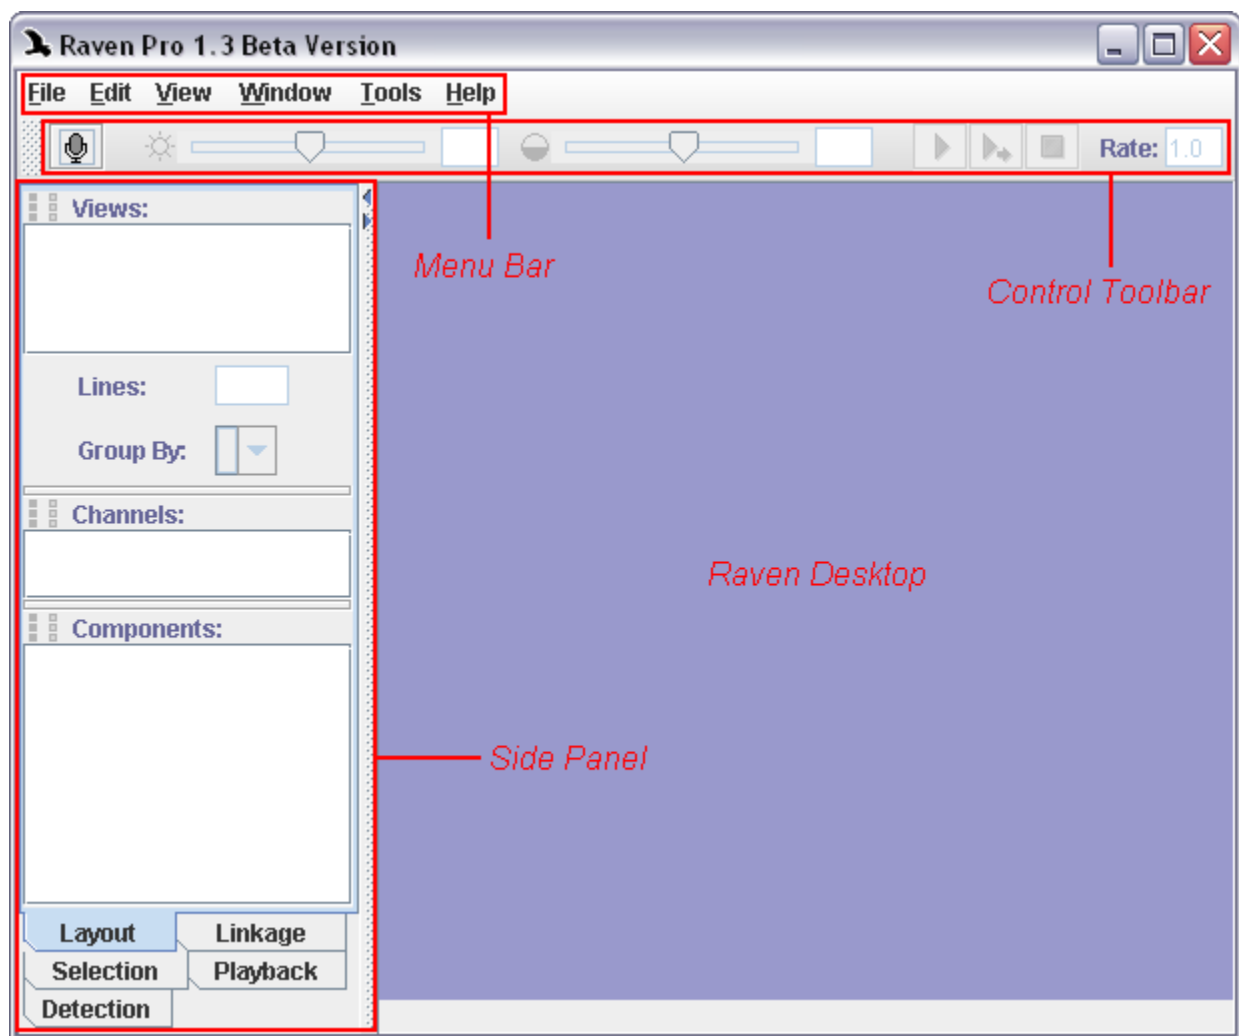 Raven Pro 1.3 Beta Version
File Edit View Window Tools Help
Rate: 1.0
Views:
Menu Bar
Control Toolbar
Lines:
Group By:
Channels:
Raven Desktop
Components:
Side Panel
Layout Linkage
Selection Playback
Detection